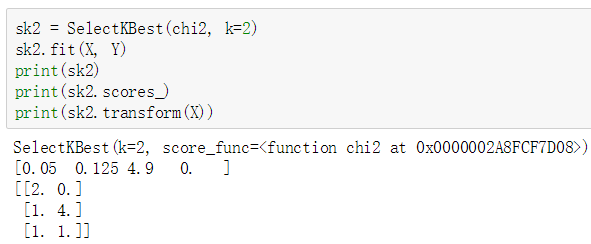 sk2 = SelectKBest(chi2, k=2)
sk2.fit(X, Y)
print(sk2)
print(sk2.scores_)
print(sk2.transform(X))
SelectKBest(k=2, score_func=<function chi2 at 0x0000002A8FCF7D08>)
[0.05  0.125 4.9   0.   ]
[[2. 0.]
 [1. 4.]
 [1. 1.]]